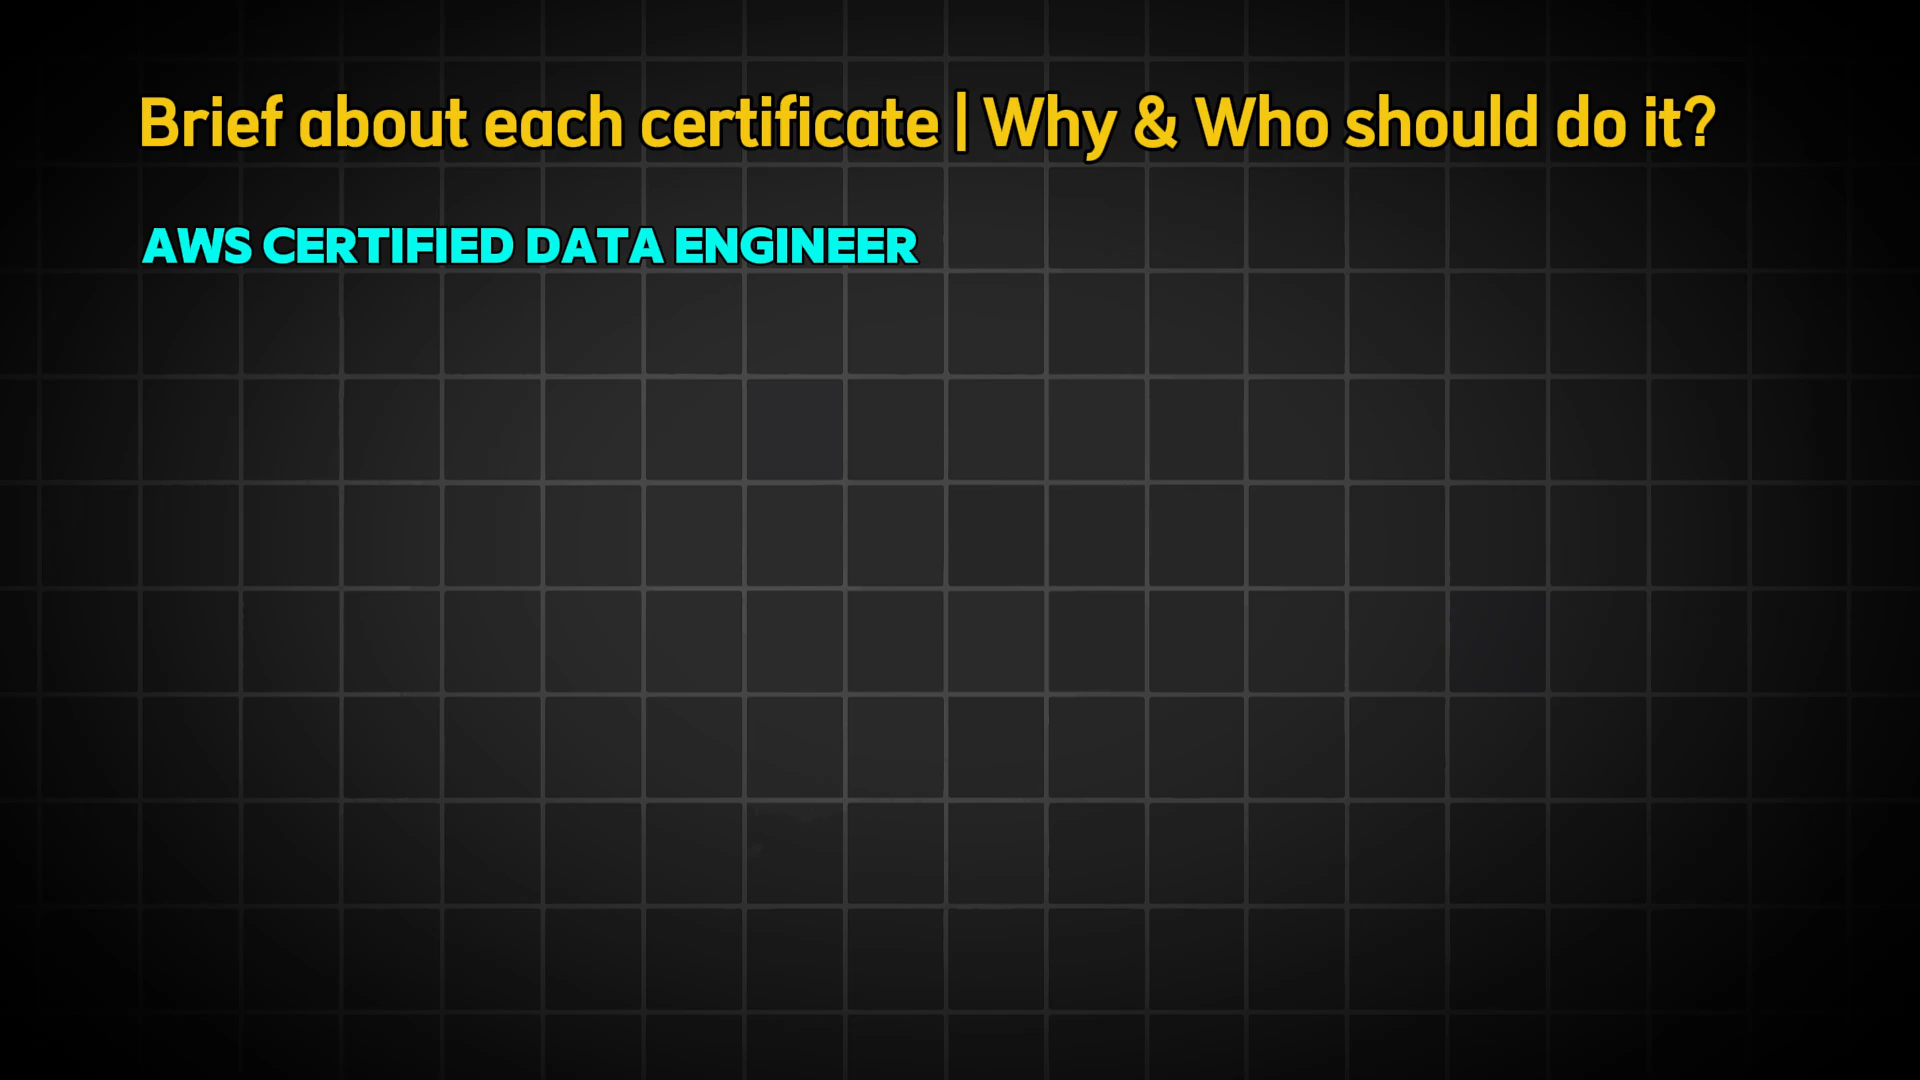 Brief about each certificate | Why & Who should do it?
AWS CERTIFIED DATA ENGINEER